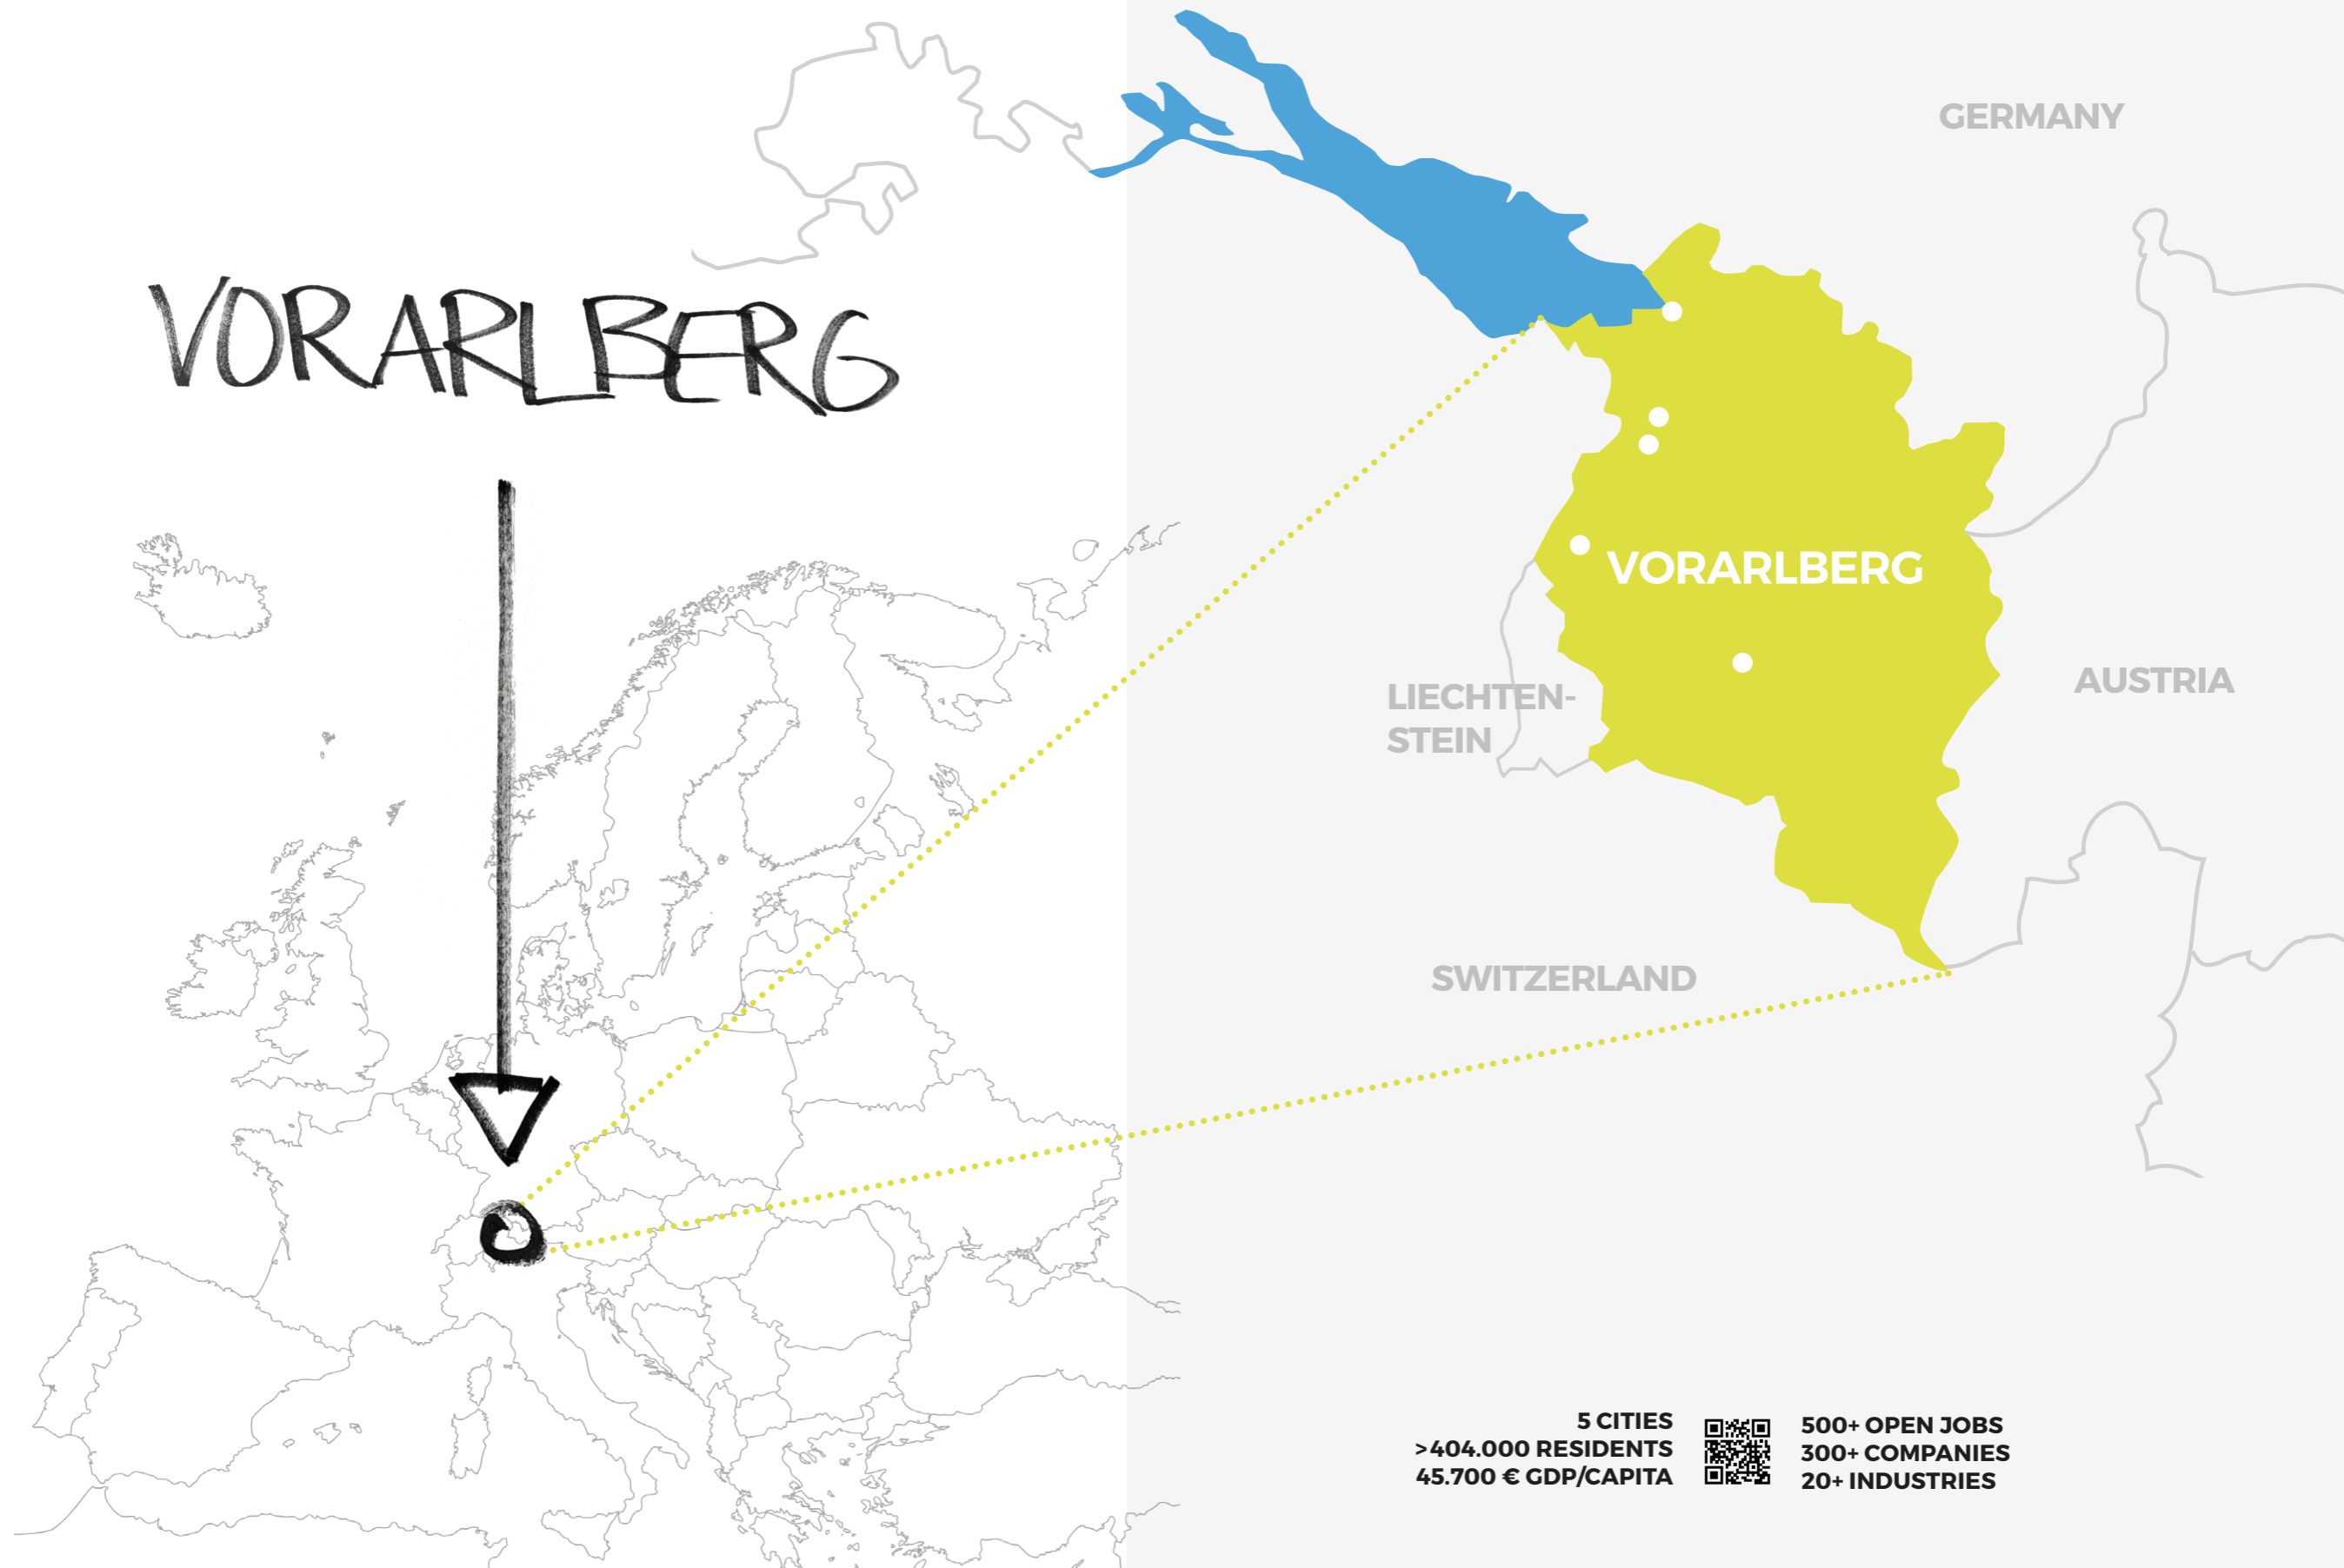 VORARLBERG
GERMANY
VORARLBERG
LIECHTEN-
STEIN
AUSTRIA
SWITZERLAND
5 CITIES
>404.000 RESIDENTS
45.700 € GDP/CAPITA
500+ OPEN JOBS
300+ COMPANIES
20+ INDUSTRIES